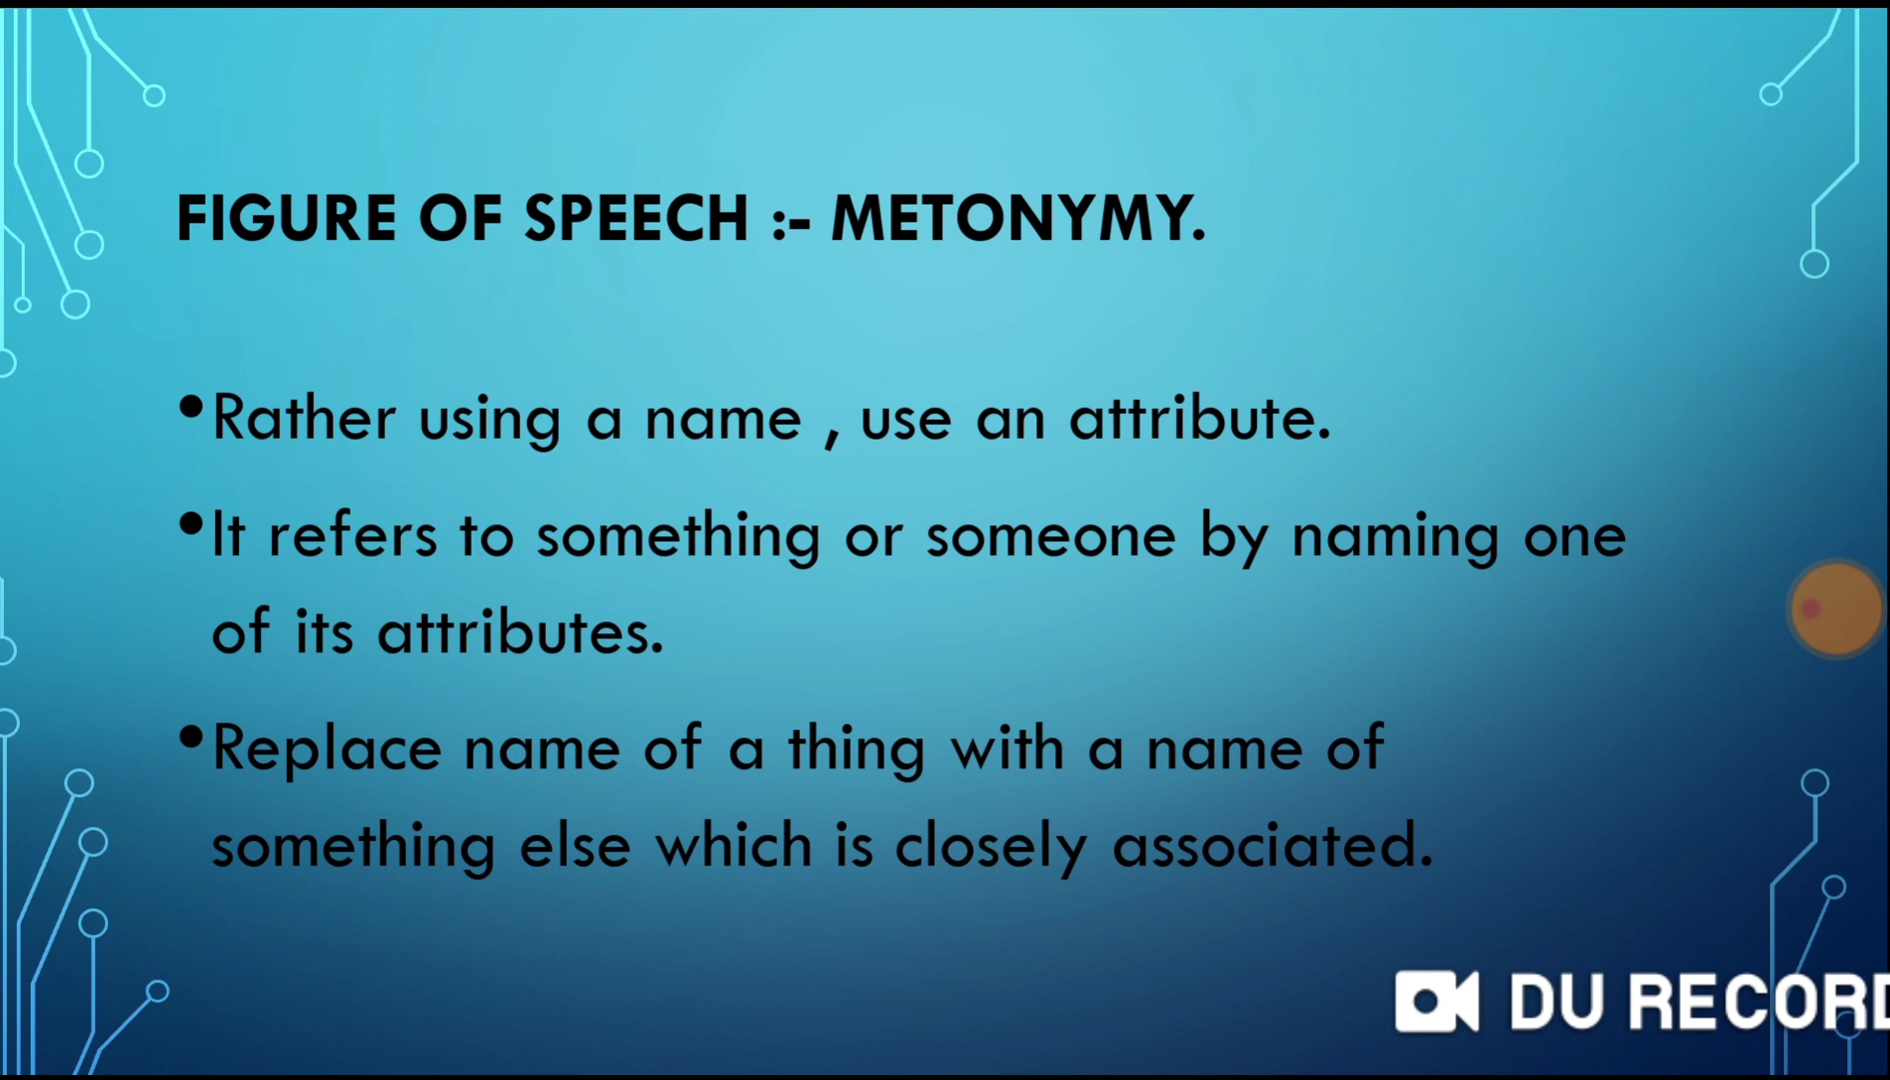 FIGURE OF SPEECH :- METONYMY.
•Rather using a name , use an attribute.
•It refers to something or someone by naming one
of its attributes.
•Replace name of a thing with a name of
something else which is closely associated.
DU RECORD